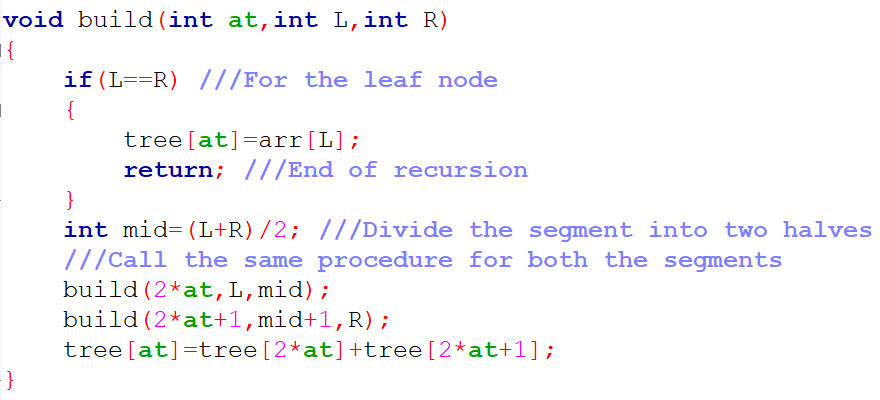 void build(int at,int L,int R)
{
    if(L==R) ///For the leaf node
    {
        tree[at]=arr[L];
        return; ///End of recursion
    }
    int mid=(L+R)/2; ///Divide the segment into two halves
    ///Call the same procedure for both the segments
    build(2*at,L,mid);
    build(2*at+1,mid+1,R);
    tree[at]=tree[2*at]+tree[2*at+1];
}